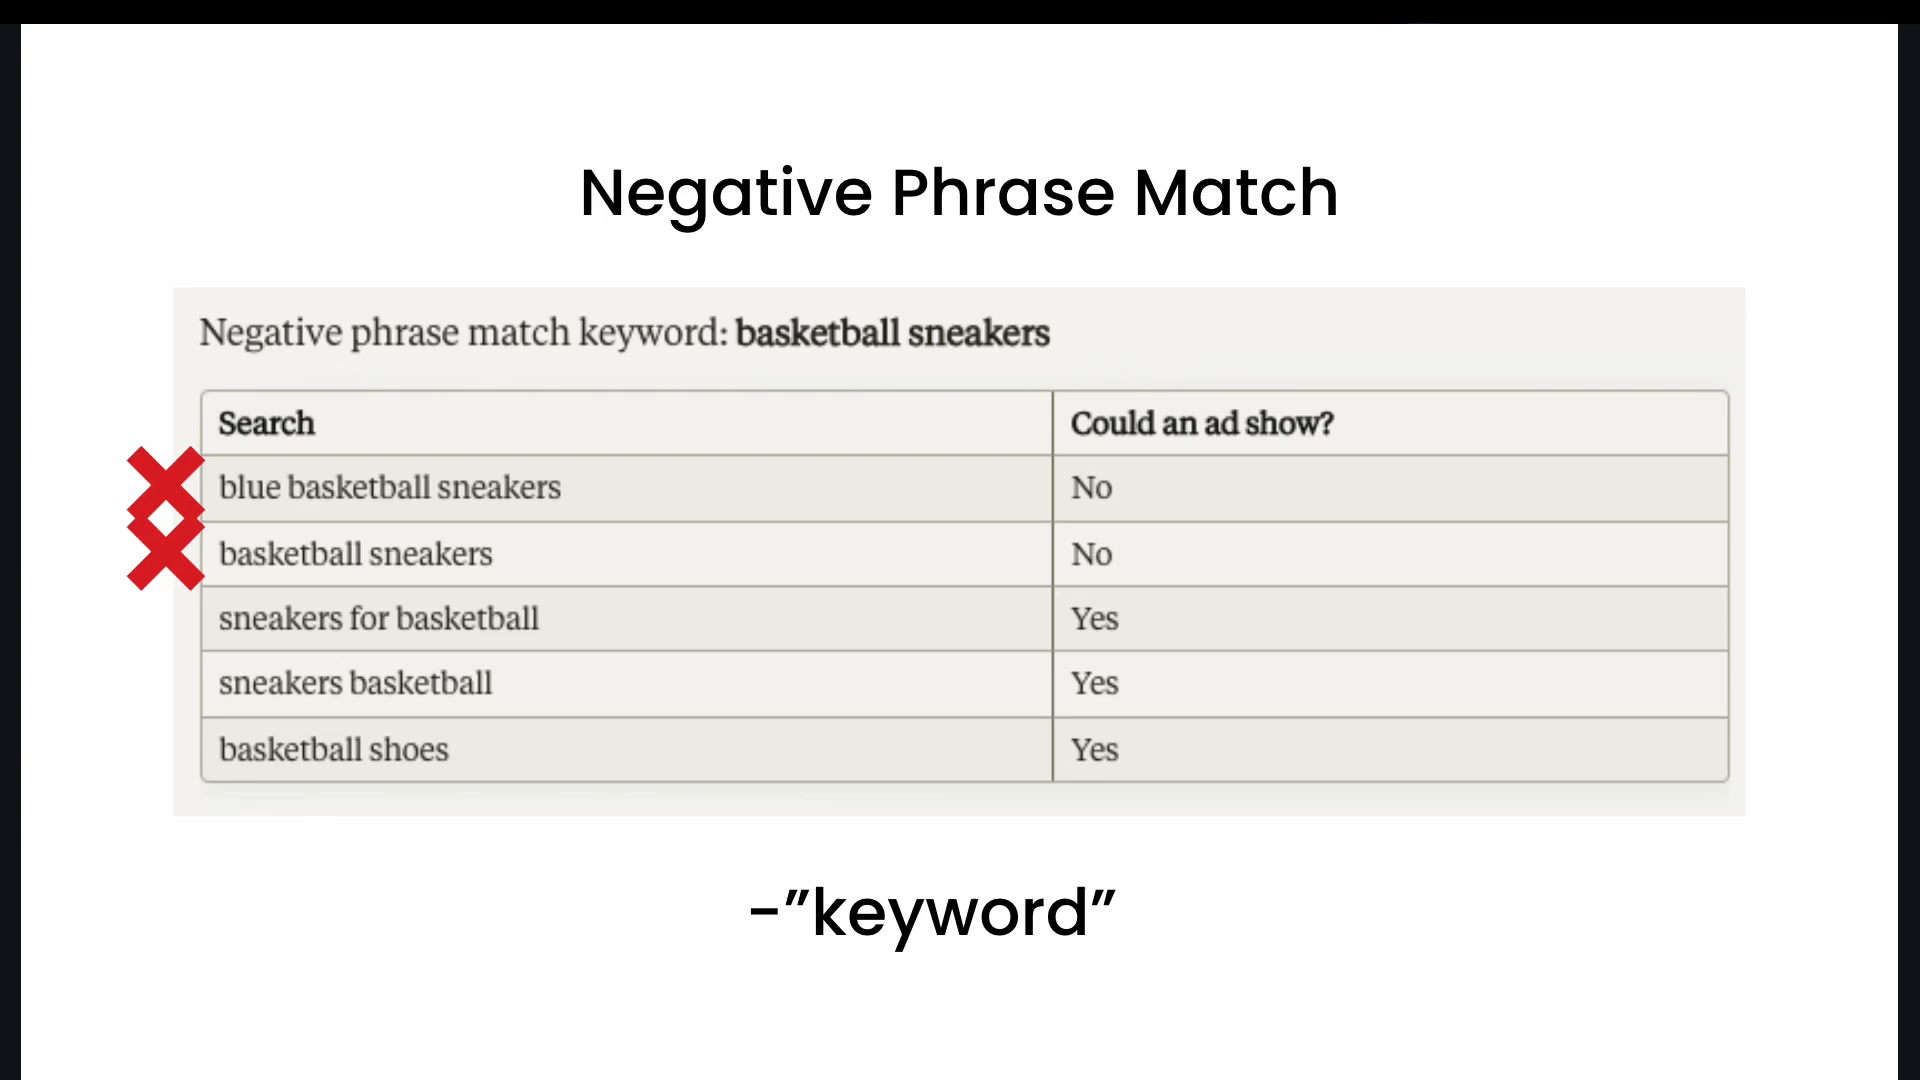 Negative Phrase Match
Negative phrase match keyword: basketball sneakers
Search Could an ad show?
blue basketball sneakers No
basketball sneakers No
sneakers for basketball Yes
sneakers basketball Yes
basketball shoes Yes
-”keyword”